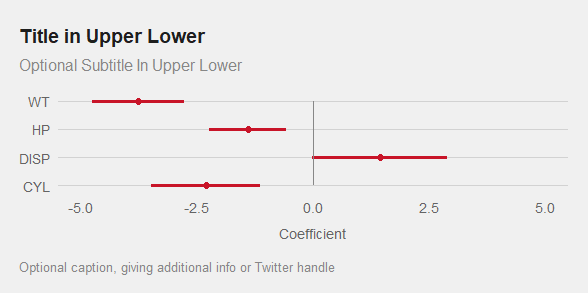 Title in Upper Lower
Optional Subtitle In Upper Lower
WT
HP
DISP
CYL
-5.0 -2.5 0.0 2.5 5.0
Coefficient
Optional caption, giving additional info or Twitter handle